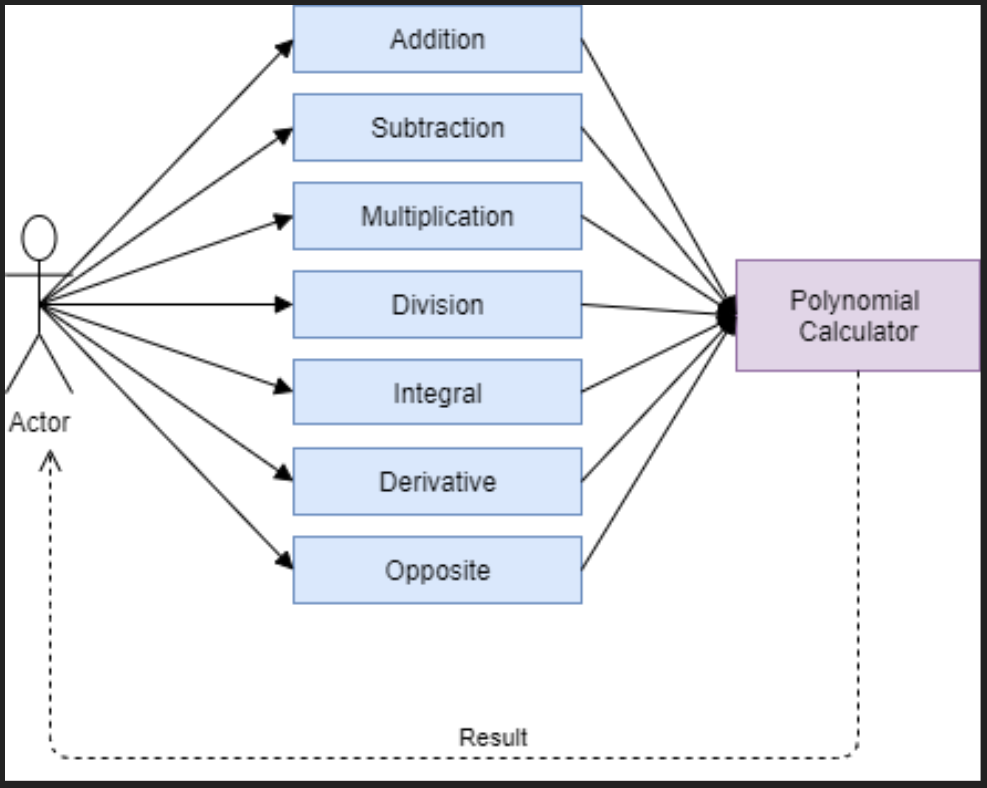 Addition
Subtraction
Multiplication
Division
Integral
Derivative
Opposite
Actor
Polynomial
Calculator
Result